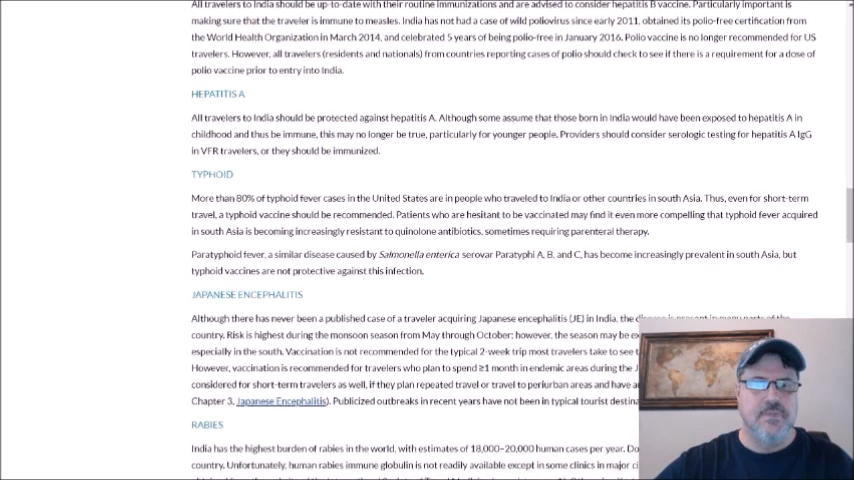 All travelers to India should be up-to-date with their routine immunizations and are advised to consider hepatitis B vaccine. Particularly important is
making sure that the traveler is immune to measles. India has not had a case of wild poliovirus since early 2011, obtained its polio-free certification from
the World Health Organization in March 2014, and celebrated 5 years of being polio-free in January 2016. Polio vaccine is no longer recommended for US
travelers. However, all travelers (residents and nationals) from countries reporting cases of polio should check to see if there is a requirement for a dose of
polio vaccine prior to entry into India.
HEPATITIS A
All travelers to India should be protected against hepatitis A. Although some assume that those born in India would have been exposed to hepatitis A in
childhood and thus be immune, this may no longer be true, particularly for younger people. Providers should consider serologic testing for hepatitis A IgG
in VFR travelers, or they should be immunized.
TYPHOID
More than 80% of typhoid fever cases in the United States are in people who traveled to India or other countries in south Asia. Thus, even for short-term
travel, a typhoid vaccine should be recommended. Patients who are hesitant to be vaccinated may find it even more compelling that typhoid fever acquired
in south Asia is becoming increasingly resistant to quinolone antibiotics, sometimes requiring parenteral therapy.
Paratyphoid fever, a similar disease caused by Salmonella enterica serovar Paratyphi A, B, and C, has become increasingly prevalent in south Asia, but
typhoid vaccines are not protective against this infection.
JAPANESE ENCEPHALITIS
Although there has never been a published case of a traveler acquiring Japanese encephalitis (JE) in India, the disease is present in many parts of the
country. Risk is highest during the monsoon season from May through October; however, the season may be
especially in the south. Vaccination is not recommended for the typical 2-week trip most travelers take to see
However, vaccination is recommended for travelers who plan to spend ≥1 month in endemic areas during the
considered for short-term travelers as well, if they plan repeated travel or travel to periurban areas and have
Chapter 3, Japanese Encephalitis). Publicized outbreaks in recent years have not been in typical tourist
RABIES
India has the highest burden of rabies in the world, with estimates of 18,000–20,000 human cases per year.
country. Unfortunately, human rabies immune globulin is not readily available except in some clinics in major